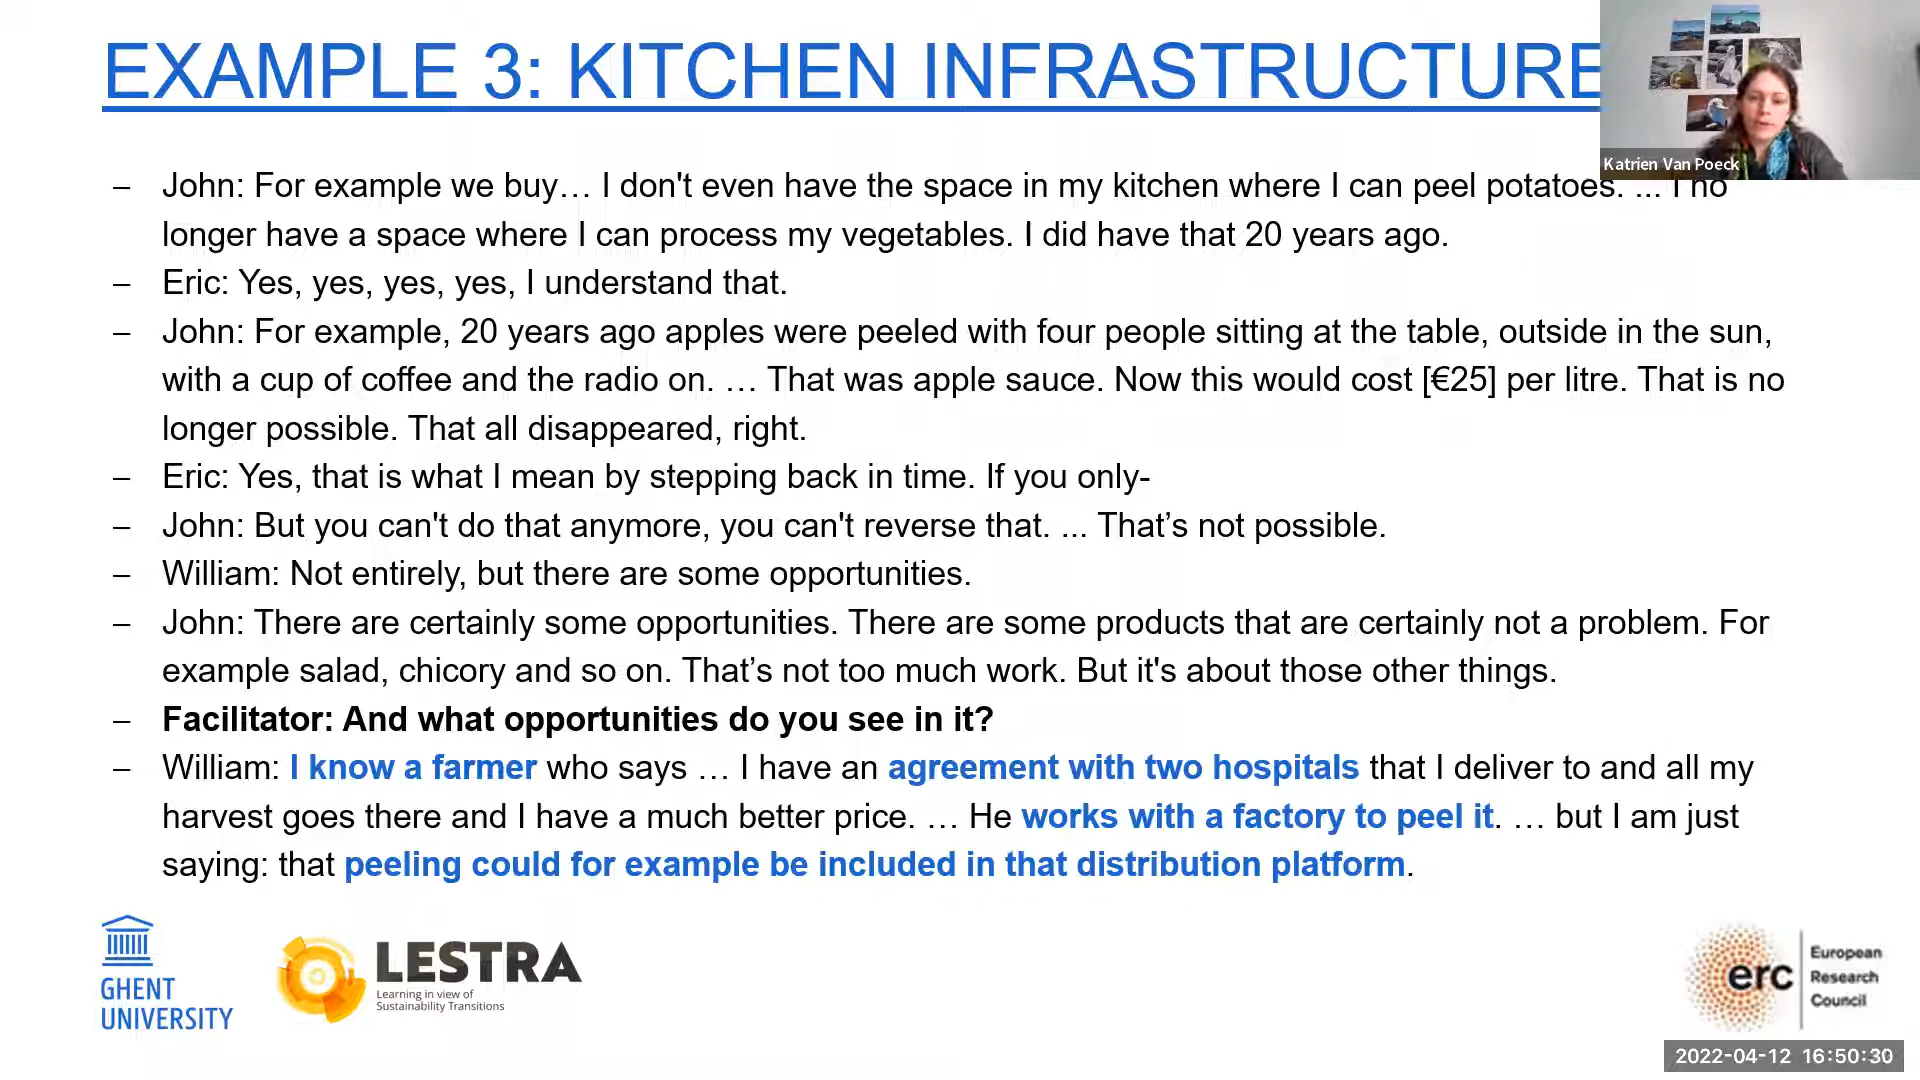 EXAMPLE 3: KITCHEN INFRASTRUCTURE
Katrien Van Poeck
– John: For example we buy… I don't even have the space in my kitchen where I can peel potatoes. ... I no
longer have a space where I can process my vegetables. I did have that 20 years ago.
– Eric: Yes, yes, yes, yes, I understand that.
– John: For example, 20 years ago apples were peeled with four people sitting at the table, outside in the sun,
with a cup of coffee and the radio on. … That was apple sauce. Now this would cost [€25] per litre. That is no
longer possible. That all disappeared, right.
– Eric: Yes, that is what I mean by stepping back in time. If you only-
– John: But you can't do that anymore, you can't reverse that. ... That’s not possible.
– William: Not entirely, but there are some opportunities.
– John: There are certainly some opportunities. There are some products that are certainly not a problem. For
example salad, chicory and so on. That’s not too much work. But it's about those other things.
– Facilitator: And what opportunities do you see in it?
– William: I know a farmer who says … I have an agreement with two hospitals that I deliver to and all my
harvest goes there and I have a much better price. … He works with a factory to peel it. … but I am just
saying: that peeling could for example be included in that distribution platform.
GHENT
UNIVERSITY
LESTRA
Learning in view of
Sustainability Transitions
erc
European
Research
Council
2022-04-12 16:50:30